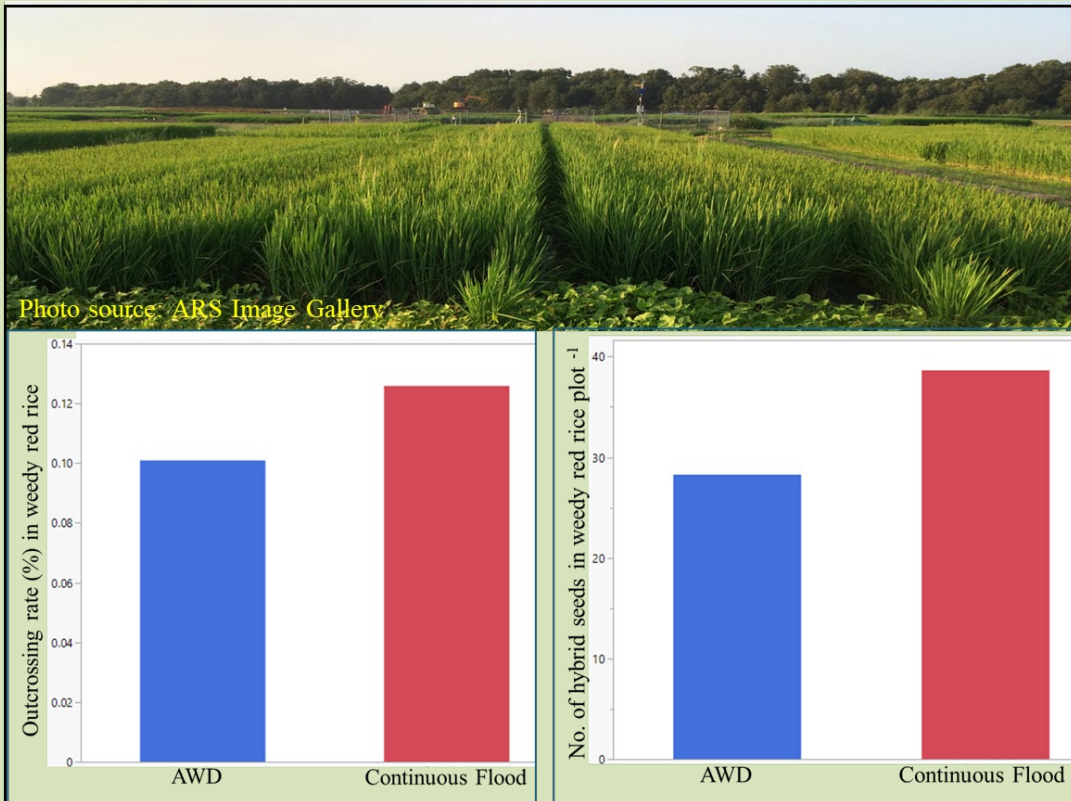 Photo source: ARS Image Gallery
Outcrossing rate (%) in weedy red rice
0.14
0.12
0.10
0.08
0.06
0.04
0.02
0
AWD
Continuous Flood
No. of hybrid seeds in weedy red rice plot -1
40
30
20
10
0
AWD
Continuous Flood